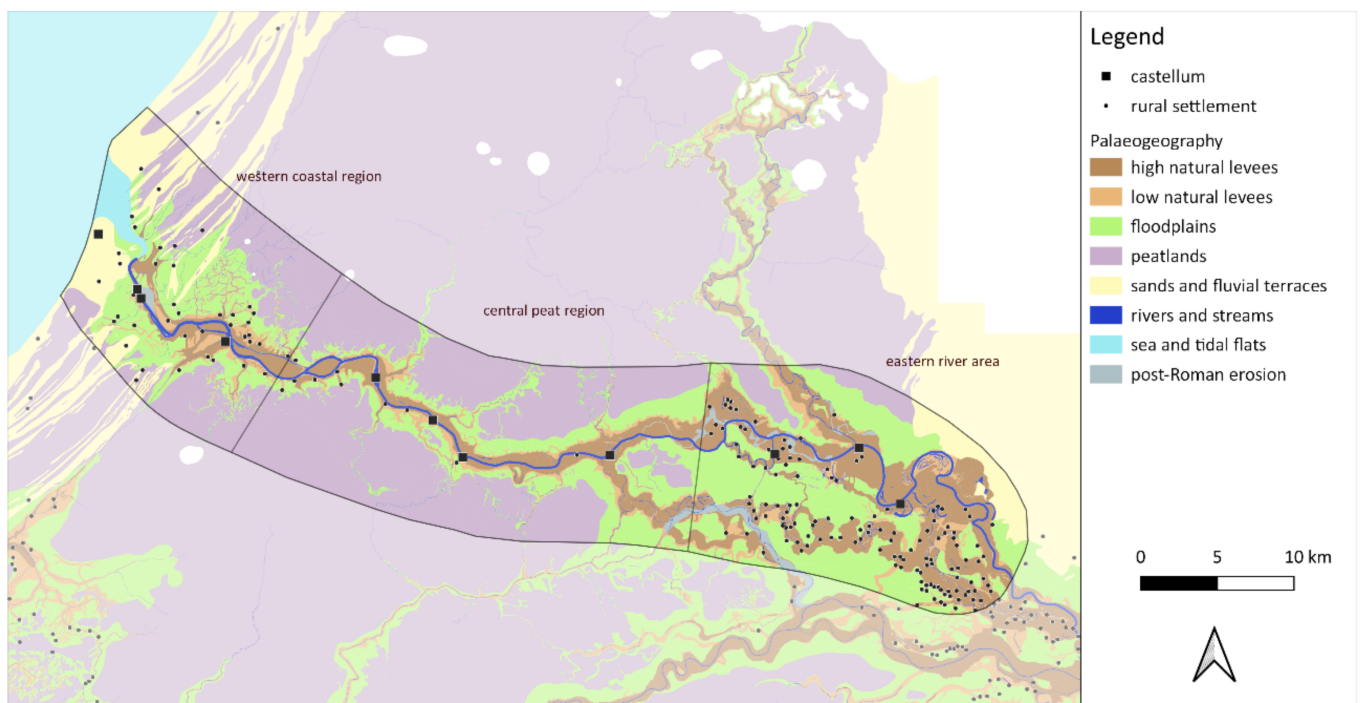 western coastal region
central peat region
eastern river area
Legend
castellum
rural settlement
Palaeogeography
high natural levees
low natural levees
floodplains
peatlands
sands and fluvial terraces
rivers and streams
sea and tidal flats
post-Roman erosion
0 5 10 km